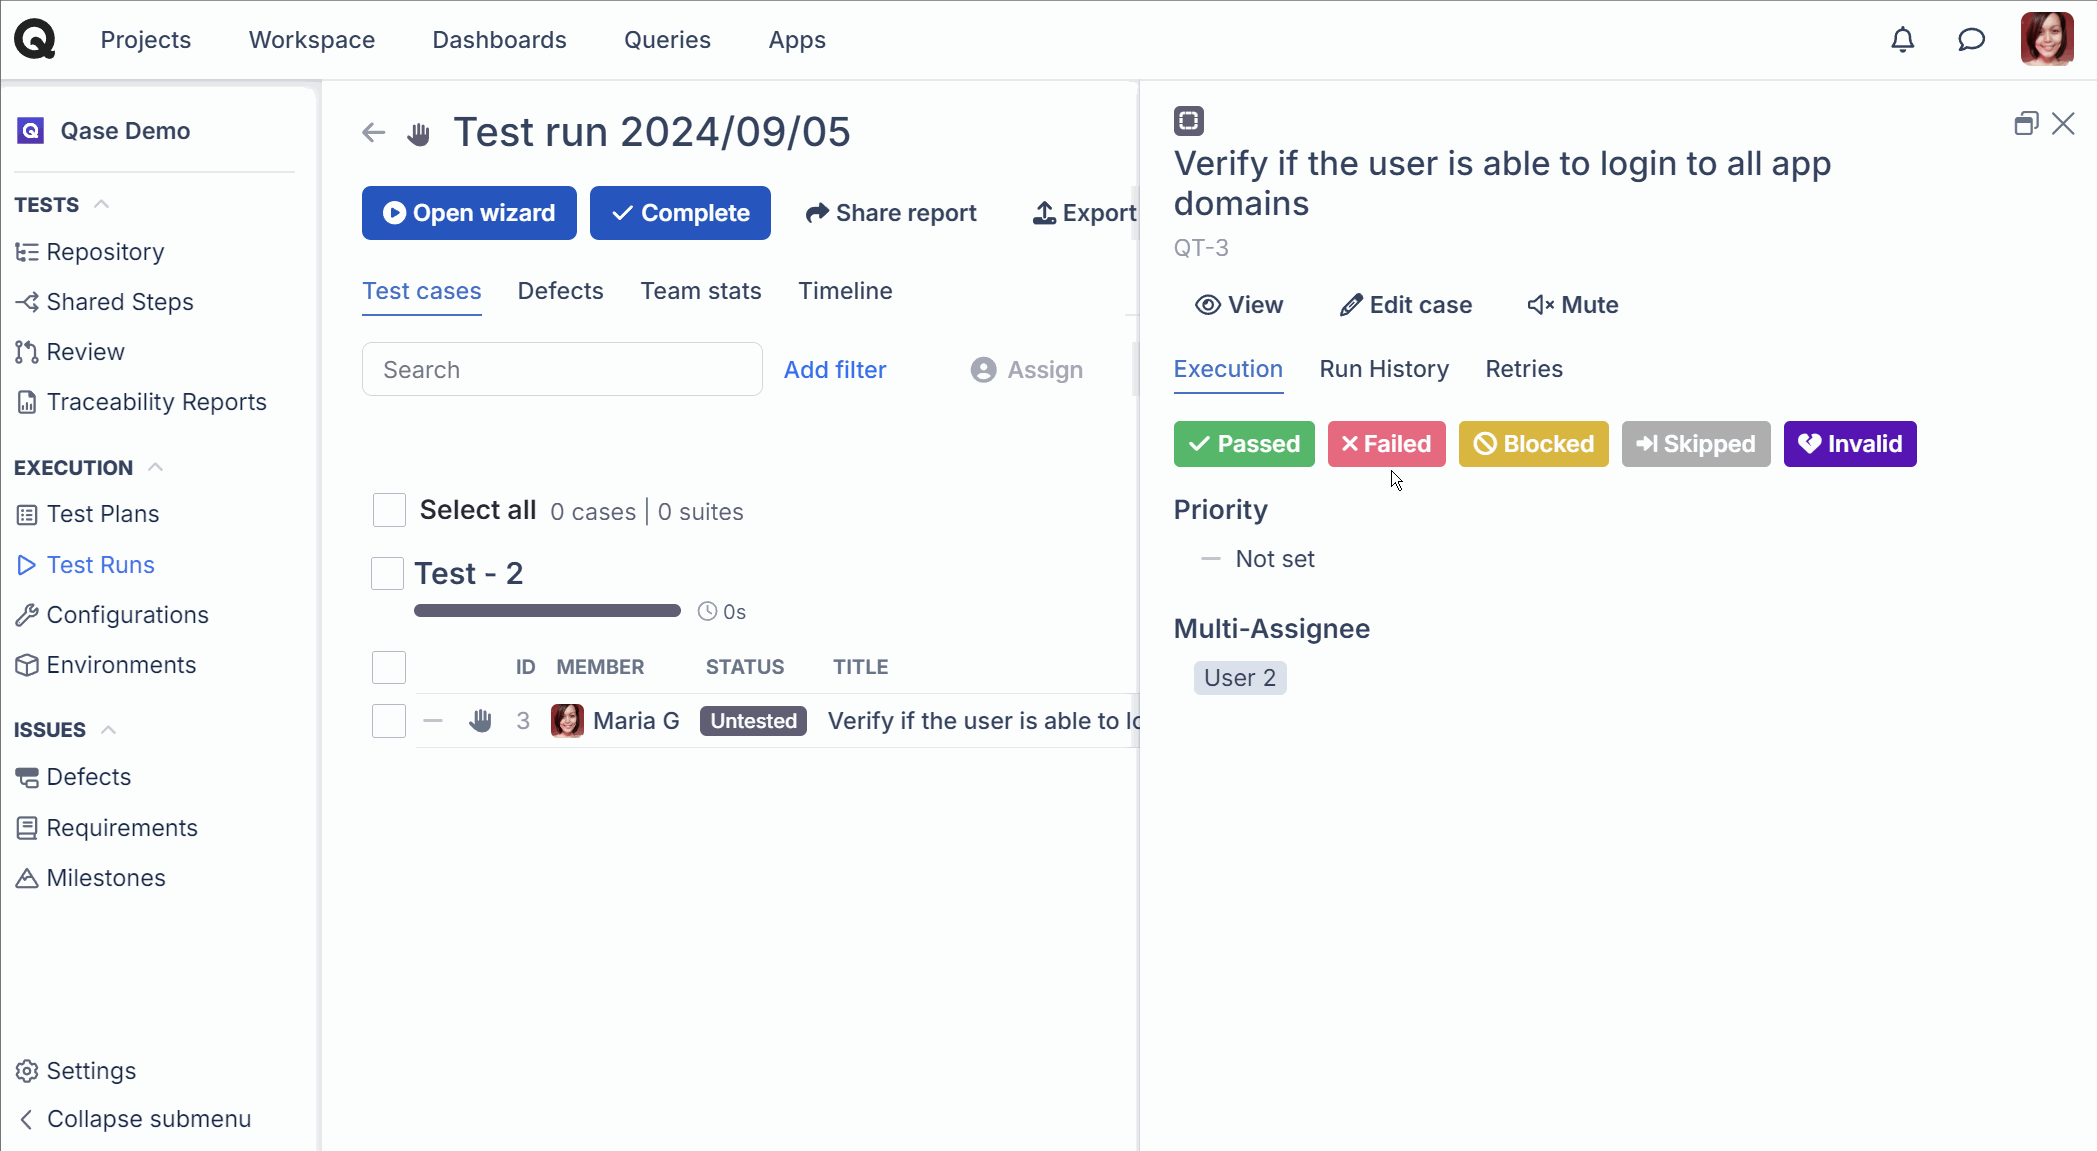 Projects Workspace Dashboards Queries Apps
Qase Demo
TESTS
Repository
Shared Steps
Review
Traceability Reports
EXECUTION
Test Plans
Test Runs
Configurations
Environments
ISSUES
Defects
Requirements
Milestones
Settings
Collapse submenu
Test run 2024/09/05
Open wizard Complete Share report Export
Test cases Defects Team stats Timeline
Search Add filter Assign
Select all 0 cases | 0 suites
Test - 2
0s
ID MEMBER STATUS TITLE
3 Maria G Untested Verify if the user is able to lo
Verify if the user is able to login to all app
domains
QT-3
View Edit case Mute
Execution Run History Retries
Passed Failed Blocked Skipped Invalid
Priority
Not set
Multi-Assignee
User 2